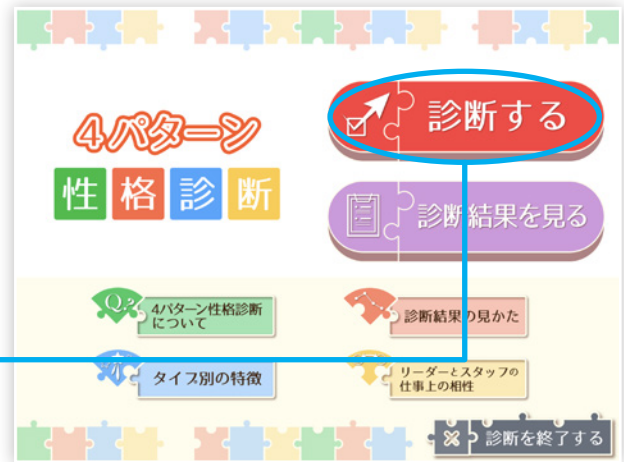 4パターン
性格診断
診断する
診断結果を見る
Q.?
4パターン性格診断
について
診断結果の見かた
タイプ別の特徴
リーダーとスタッフの
仕事上の相性
診断を終了する